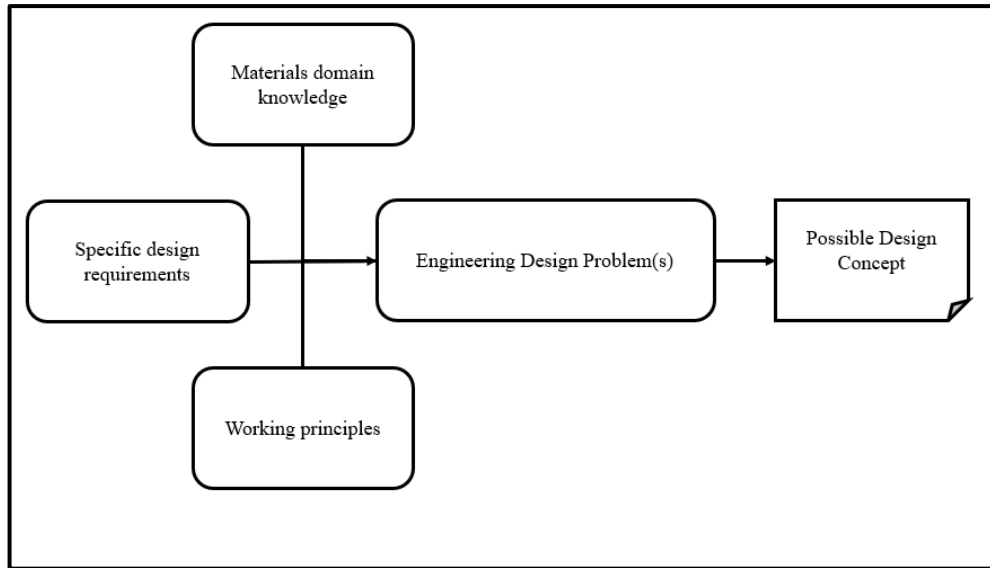 Materials domain
knowledge
Specific design
requirements
Engineering Design Problem(s)
Possible Design
Concept
Working principles